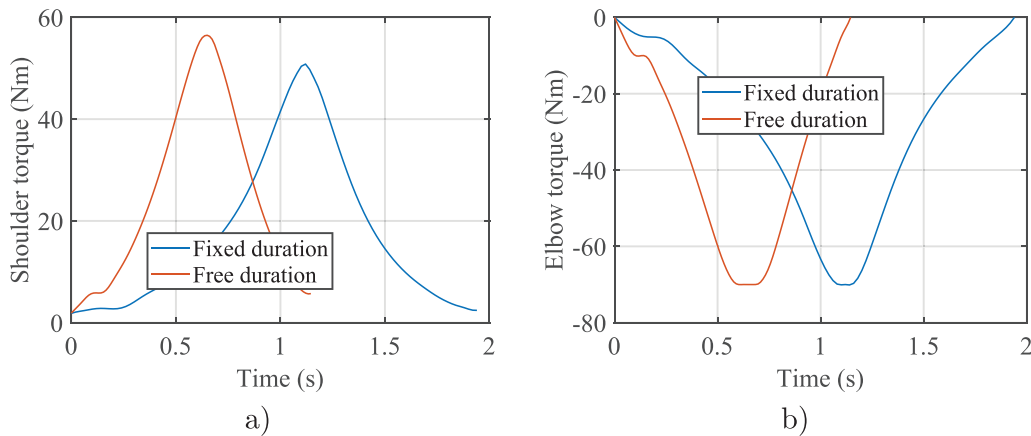 60
40
20
0
0
0.5
1
1.5
2
Shoulder torque (Nm)
Time (s)
Fixed duration
Free duration
a)
0
-20
-40
-60
-80
0
0.5
1
1.5
2
Elbow torque (Nm)
Time (s)
Fixed duration
Free duration
b)